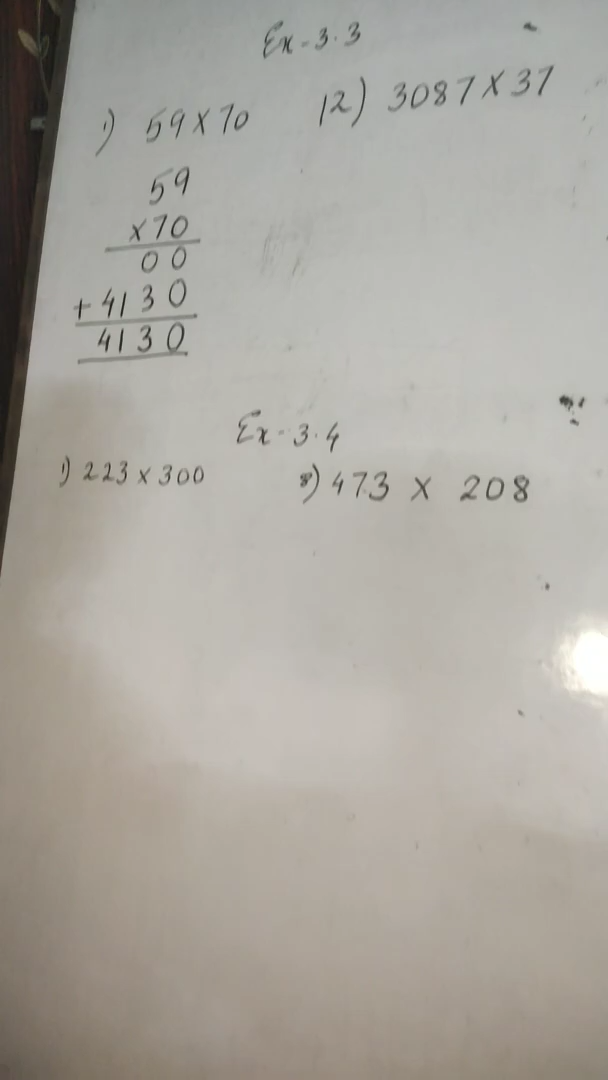 Ex-3.3
1) 59×70
12) 3087×37
59
×70
00
+4130
4130
Ex-3.4
1) 223×300
8) 473 × 208